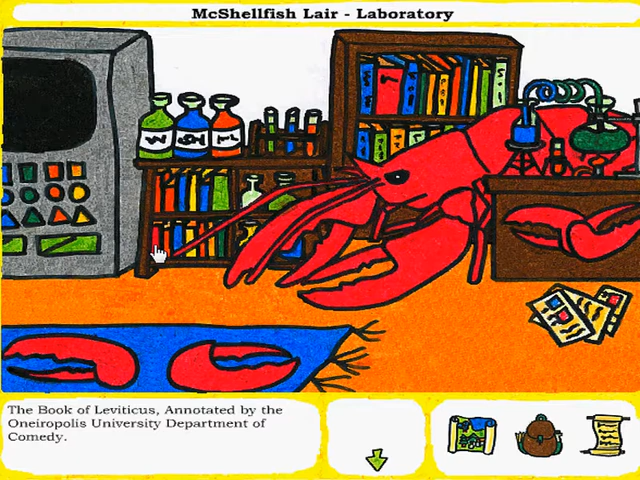 McShellfish Lair - Laboratory
The Book of Leviticus, Annotated by the
Oneiropolis University Department of
Comedy.